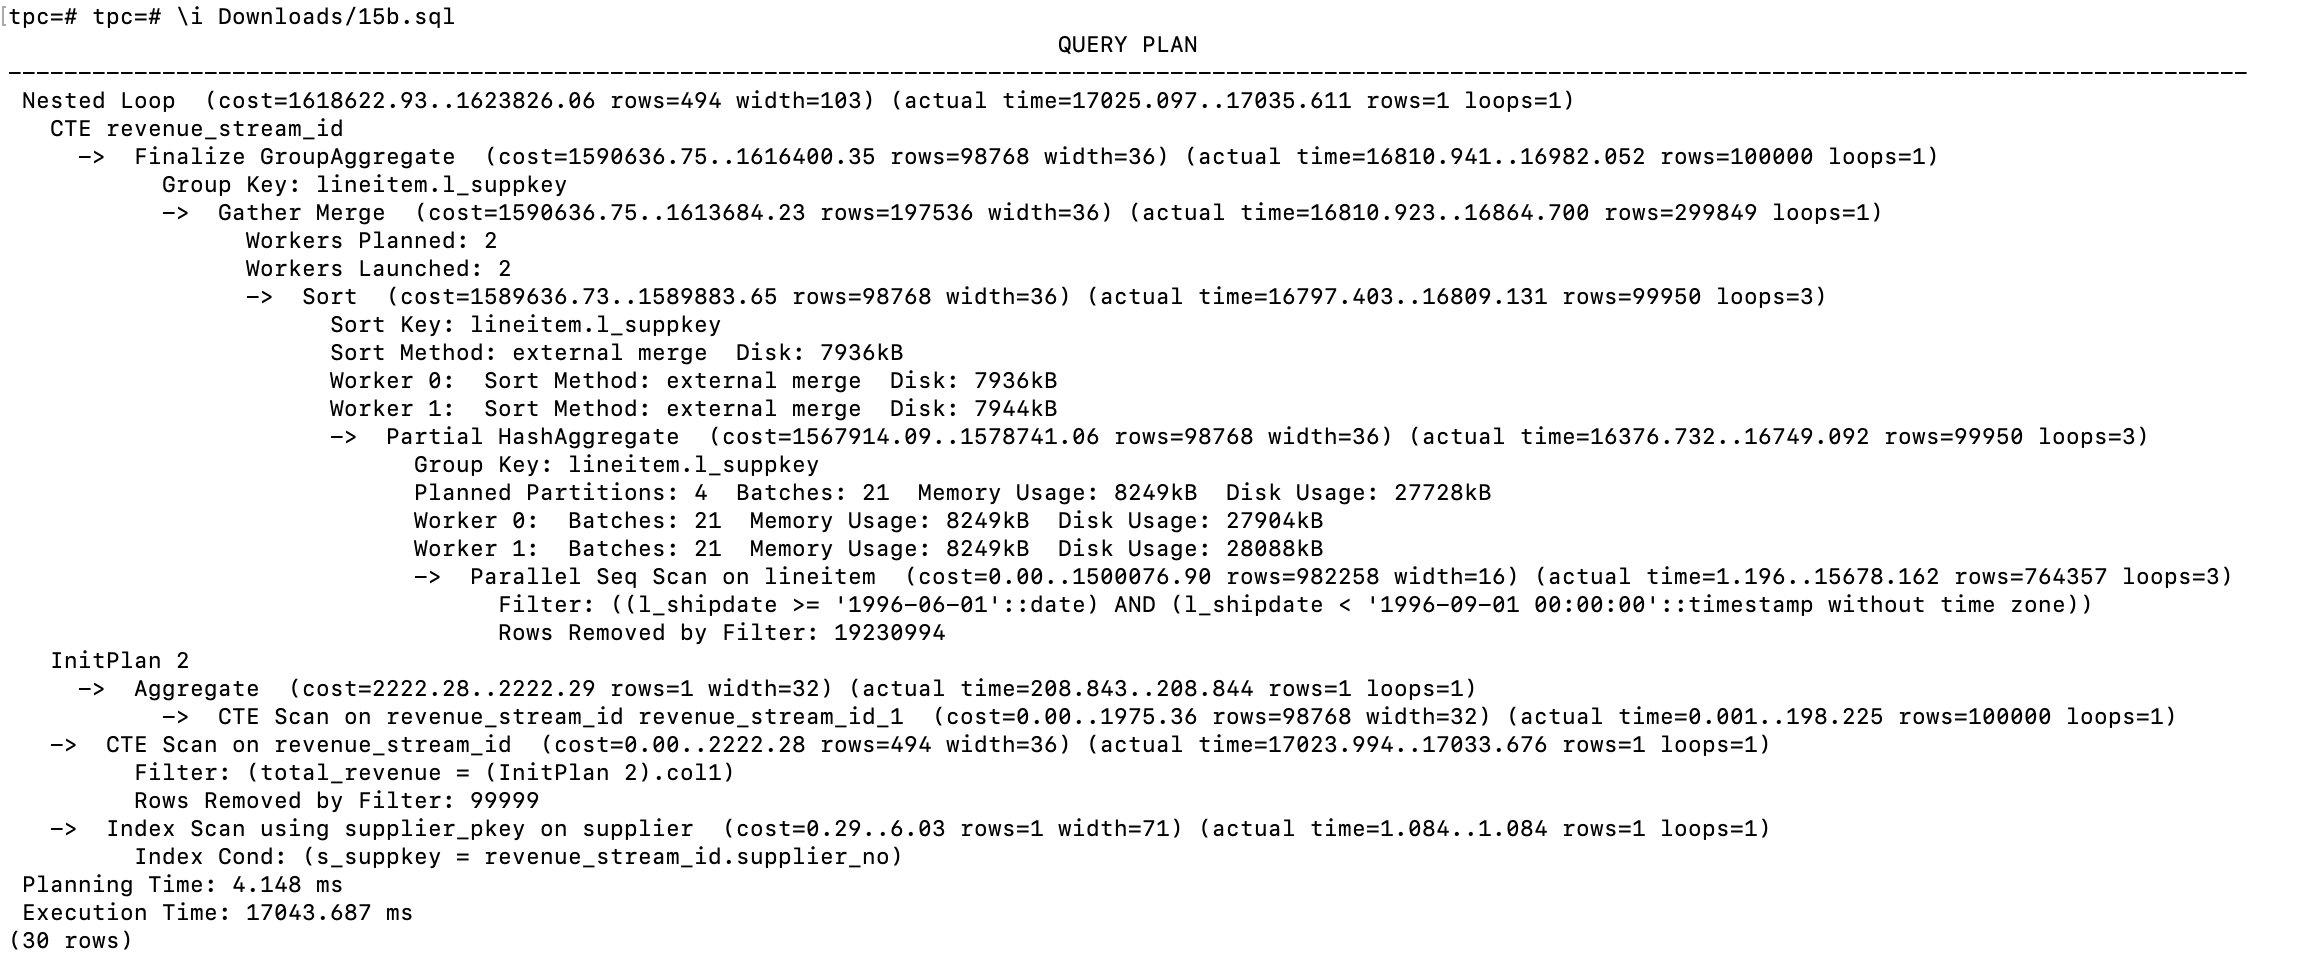 [tpc=# tpc=# \i Downloads/15b.sql
QUERY PLAN
----------------------------------------------------------------------------------------------------------------------------------------------------------------
Nested Loop  (cost=1618622.93..1623826.06 rows=494 width=103) (actual time=17025.097..17035.611 rows=1 loops=1)
CTE revenue_stream_id
->  Finalize GroupAggregate  (cost=1590636.75..1616400.35 rows=98768 width=36) (actual time=16810.941..16982.052 rows=100000 loops=1)
Group Key: lineitem.l_suppkey
->  Gather Merge  (cost=1590636.75..1613684.23 rows=197536 width=36) (actual time=16810.923..16864.700 rows=299849 loops=1)
Workers Planned: 2
Workers Launched: 2
->  Sort  (cost=1589636.73..1589883.65 rows=98768 width=36) (actual time=16797.403..16809.131 rows=99950 loops=3)
Sort Key: lineitem.l_suppkey
Sort Method: external merge  Disk: 7936kB
Worker 0:  Sort Method: external merge  Disk: 7936kB
Worker 1:  Sort Method: external merge  Disk: 7944kB
->  Partial HashAggregate  (cost=1567914.09..1578741.06 rows=98768 width=36) (actual time=16376.732..16749.092 rows=99950 loops=3)
Group Key: lineitem.l_suppkey
Planned Partitions: 4  Batches: 21  Memory Usage: 8249kB  Disk Usage: 27728kB
Worker 0:  Batches: 21  Memory Usage: 8249kB  Disk Usage: 27904kB
Worker 1:  Batches: 21  Memory Usage: 8249kB  Disk Usage: 28088kB
->  Parallel Seq Scan on lineitem  (cost=0.00..1500076.90 rows=982258 width=16) (actual time=1.196..15678.162 rows=764357 loops=3)
Filter: ((l_shipdate >= '1996-06-01'::date) AND (l_shipdate < '1996-09-01 00:00:00'::timestamp without time zone))
Rows Removed by Filter: 19230994
InitPlan 2
->  Aggregate  (cost=2222.28..2222.29 rows=1 width=32) (actual time=208.843..208.844 rows=1 loops=1)
->  CTE Scan on revenue_stream_id revenue_stream_id_1  (cost=0.00..1975.36 rows=98768 width=32) (actual time=0.001..198.225 rows=100000 loops=1)
->  CTE Scan on revenue_stream_id  (cost=0.00..2222.28 rows=494 width=36) (actual time=17023.994..17033.676 rows=1 loops=1)
Filter: (total_revenue = (InitPlan 2).col1)
Rows Removed by Filter: 99999
->  Index Scan using supplier_pkey on supplier  (cost=0.29..6.03 rows=1 width=71) (actual time=1.084..1.084 rows=1 loops=1)
Index Cond: (s_suppkey = revenue_stream_id.supplier_no)
Planning Time: 4.148 ms
Execution Time: 17043.687 ms
(30 rows)